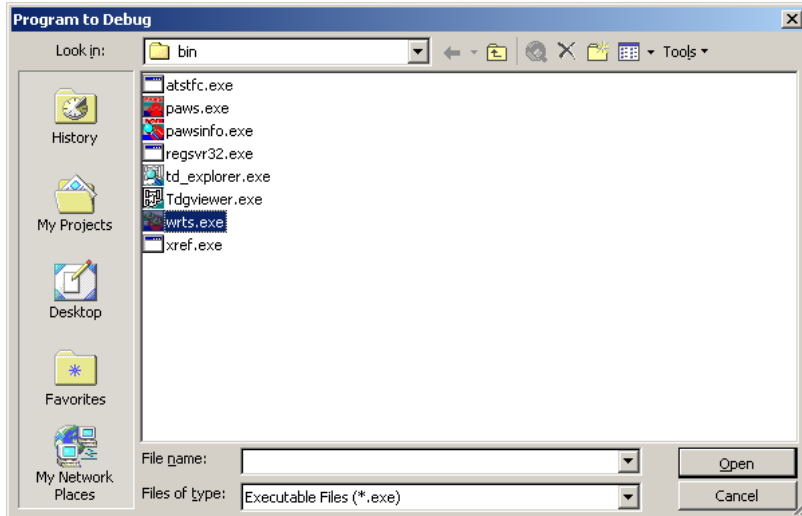 Program to Debug
Look in:
bin
Tools
atstfc.exe
paws.exe
pawsinfo.exe
regsvr32.exe
td_explorer.exe
Tdgviewer.exe
wrts.exe
xref.exe
History
My Projects
Desktop
Favorites
My Network
Places
File name:
Open
Files of type:
Executable Files (*.exe)
Cancel